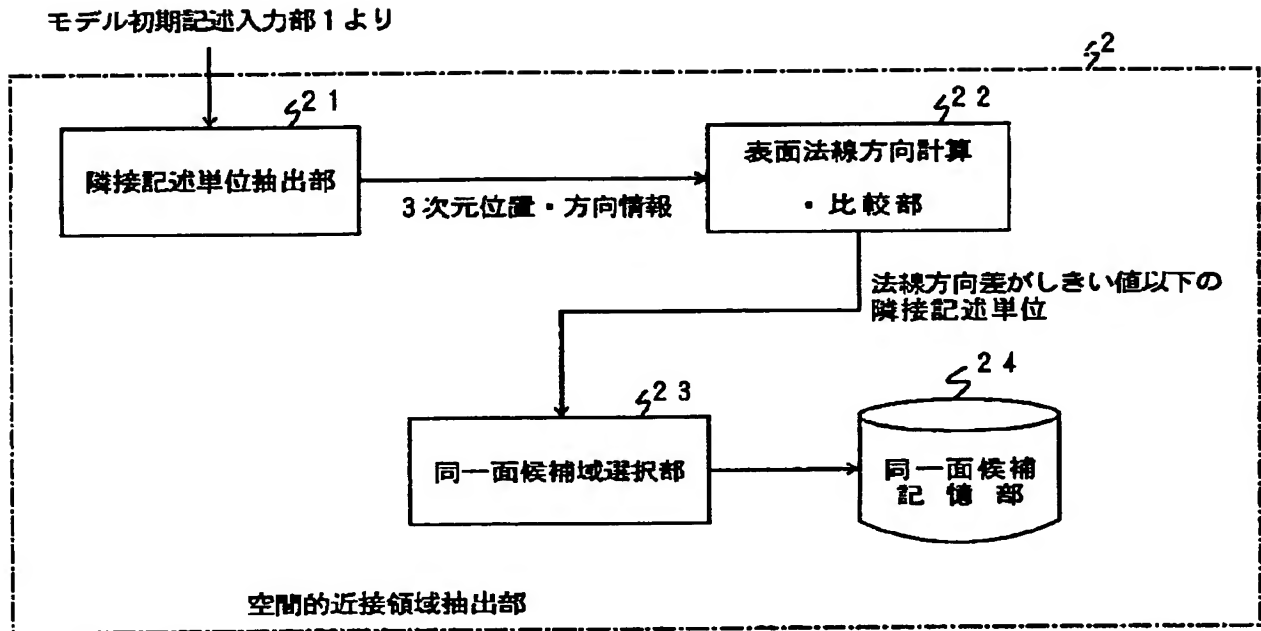 モデル初期記述入力部1より
2
21
隣接記述単位抽出部
3次元位置・方向情報
22
表面法線方向計算
・比較部
法線方向差がしきい値以下の
隣接記述単位
23
同一面候補域選択部
24
同一面候補
記憶部
空間的近接領域抽出部